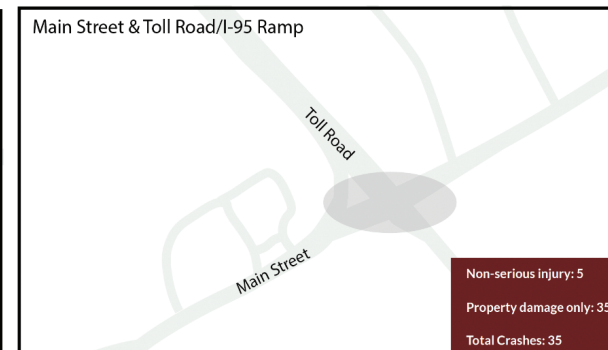 Main Street & Toll Road/I-95 Ramp
Toll Road
Main Street
Non-serious injury: 5
Property damage only: 35
Total Crashes: 35